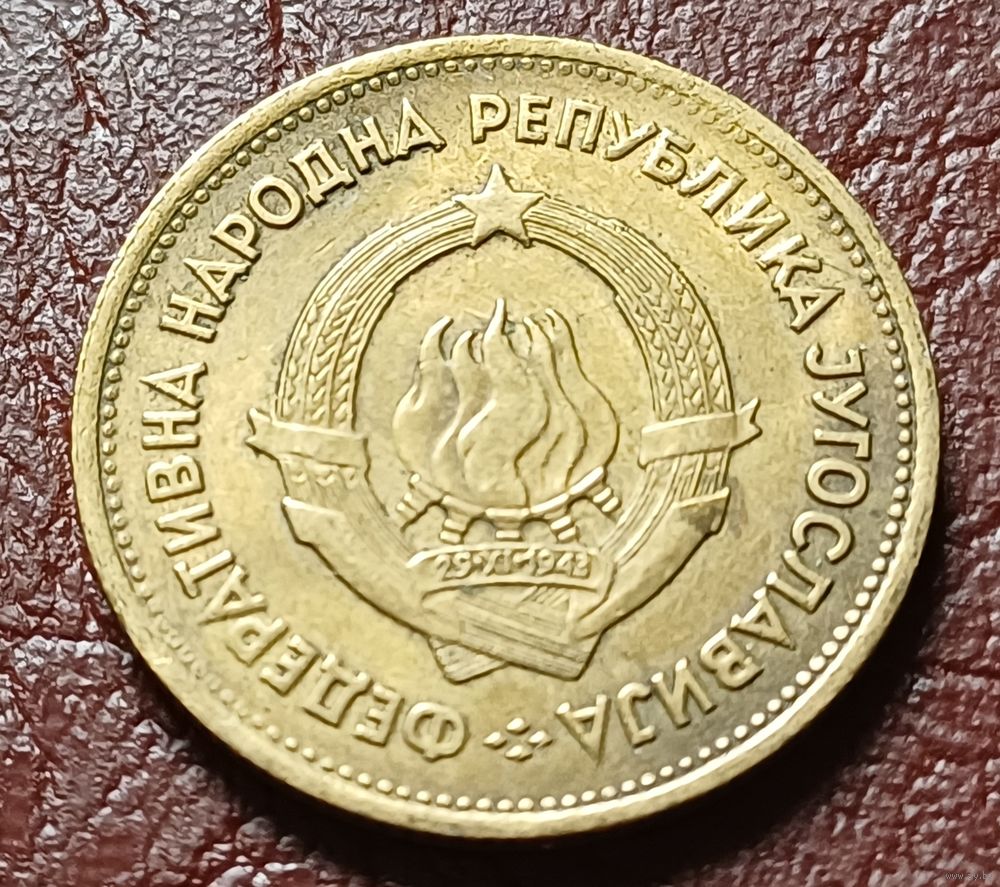 ФЕДЕРАТИВНА НАРОДНА РЕПУБЛИКА ЈУГОСЛАВИЈА
29·XI·1943